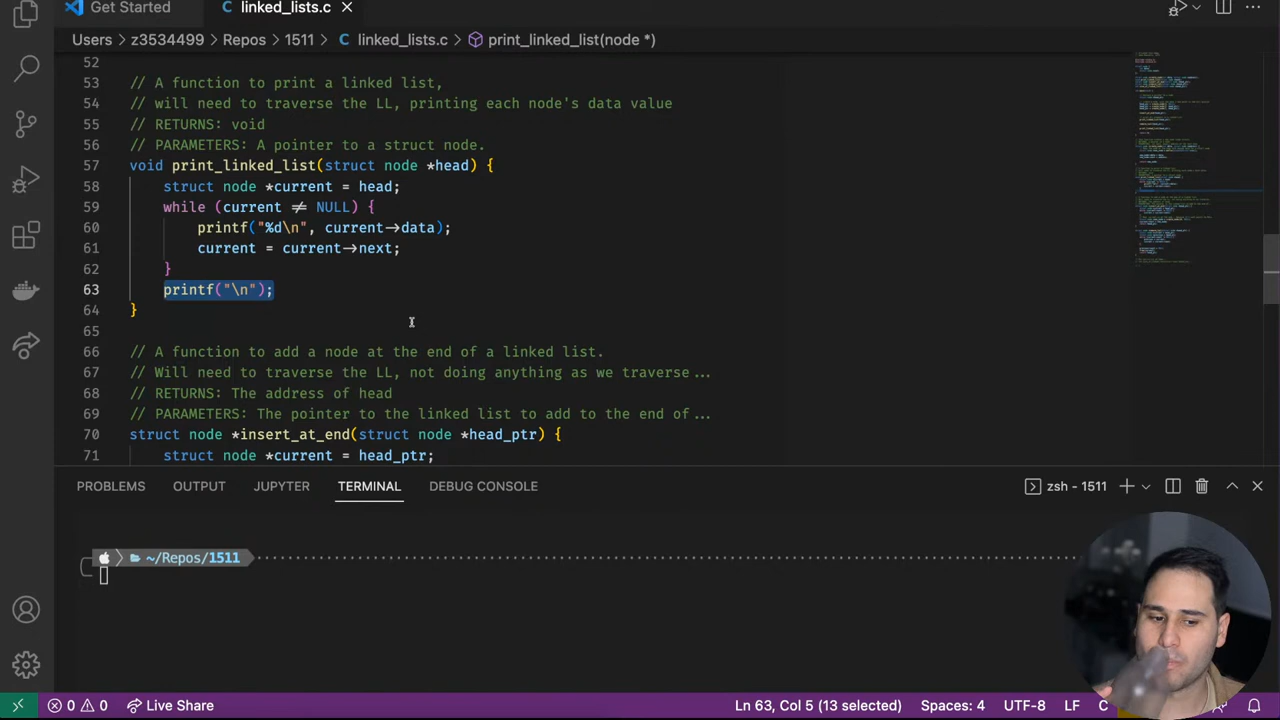 Get Started
C linked_lists.c
Users > z3534499 > Repos > 1511 > C linked_lists.c > print_linked_list(node *)
52
53 // A function to print a linked list,
54 // will need to traverse the LL, printing each node's data value
55 // RETURNS: void
56 // PARAMETERS: A pointer to a struct node.
57 void print_linked_list(struct node *head) {
58 struct node *current = head;
59 while (current ≠ NULL) {
60 printf("%d\n", current→data);
61 current = current→next;
62 }
63 printf("\n");
64 }
65
66 // A function to add a node at the end of a linked list.
67 // Will need to traverse the LL, not doing anything as we traverse...
68 // RETURNS: The address of head
69 // PARAMETERS: The pointer to the linked list to add to the end of...
70 struct node *insert_at_end(struct node *head_ptr) {
71 struct node *current = head_ptr;
PROBLEMS OUTPUT JUPYTER TERMINAL DEBUG CONSOLE zsh - 1511
~/Repos/1511
0 0 Live Share Ln 63, Col 5 (13 selected) Spaces: 4 UTF-8 LF C